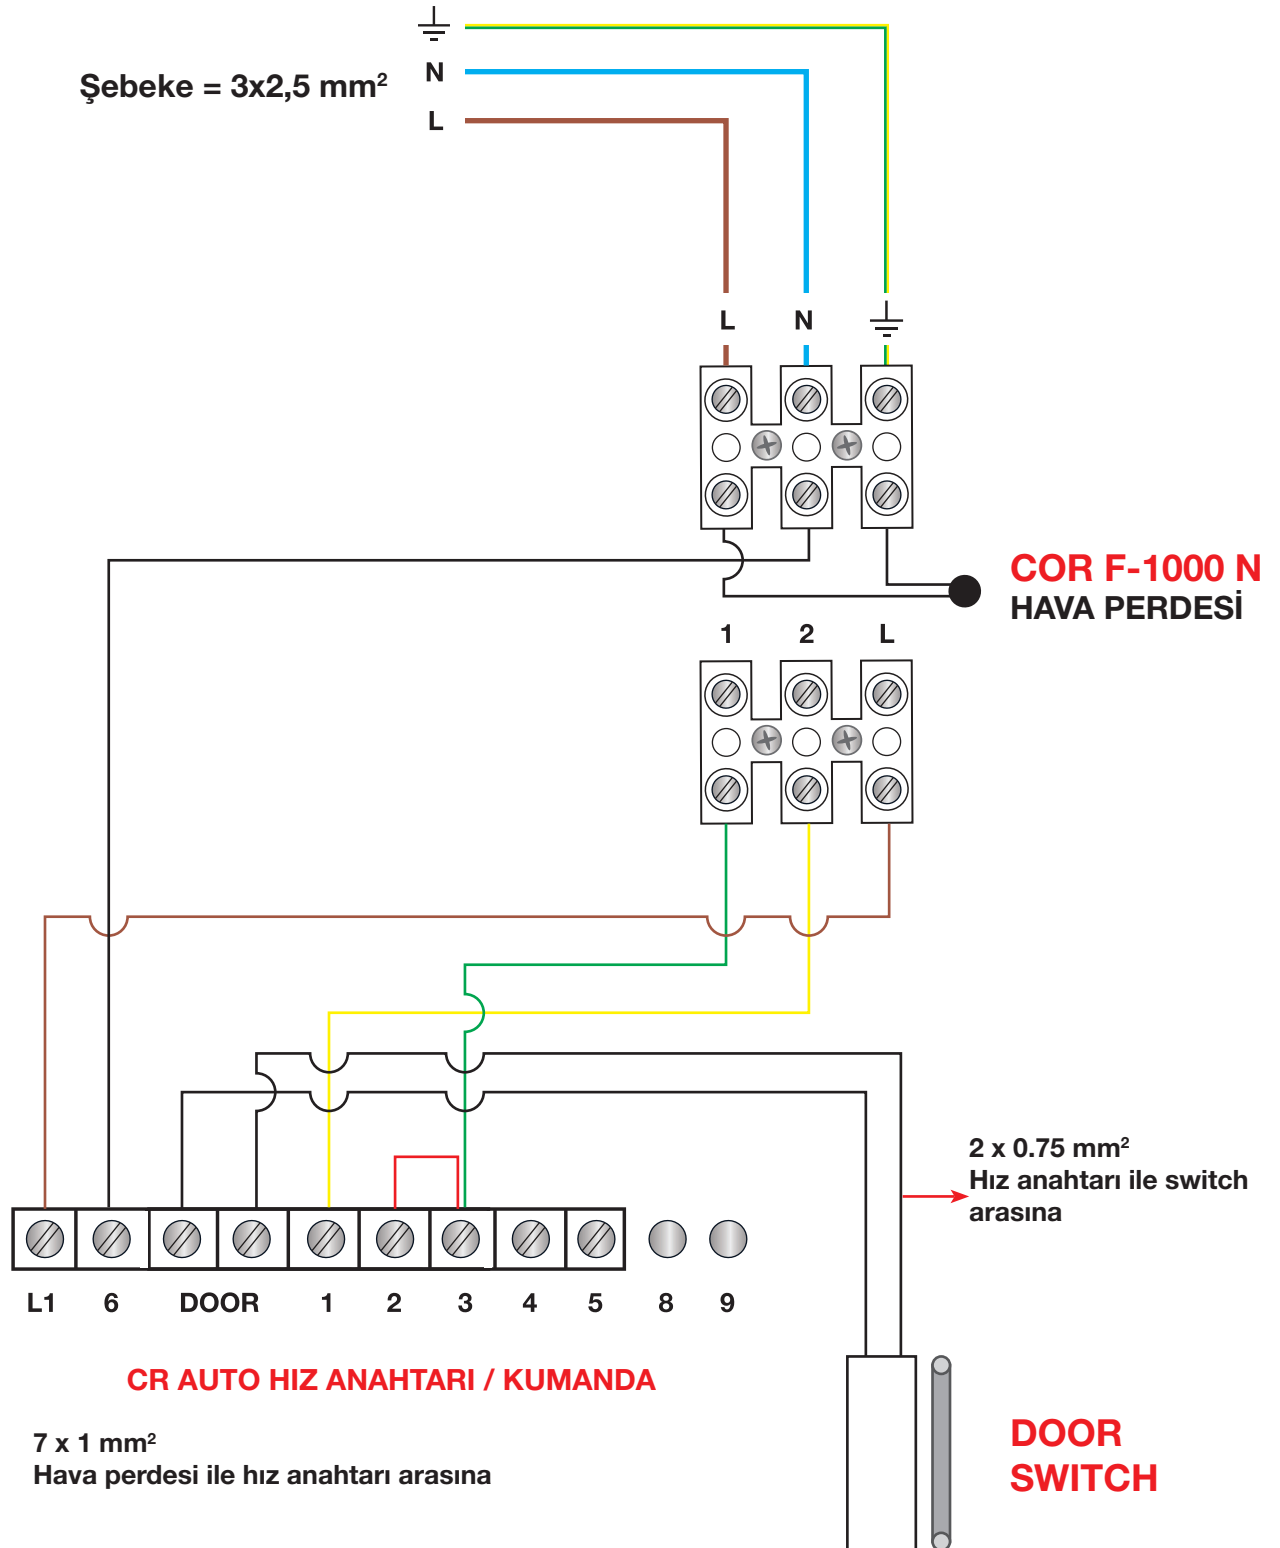 N
Şebeke = 3x2,5 mm²
L
L N
COR F-1000 N
HAVA PERDESİ
1 2 L
2 x 0.75 mm²
Hız anahtarı ile switch
arasına
L1 6 DOOR 1 2 3 4 5 8 9
CR AUTO HIZ ANAHTARI / KUMANDA
7 x 1 mm²
Hava perdesi ile hız anahtarı arasına
DOOR
SWITCH